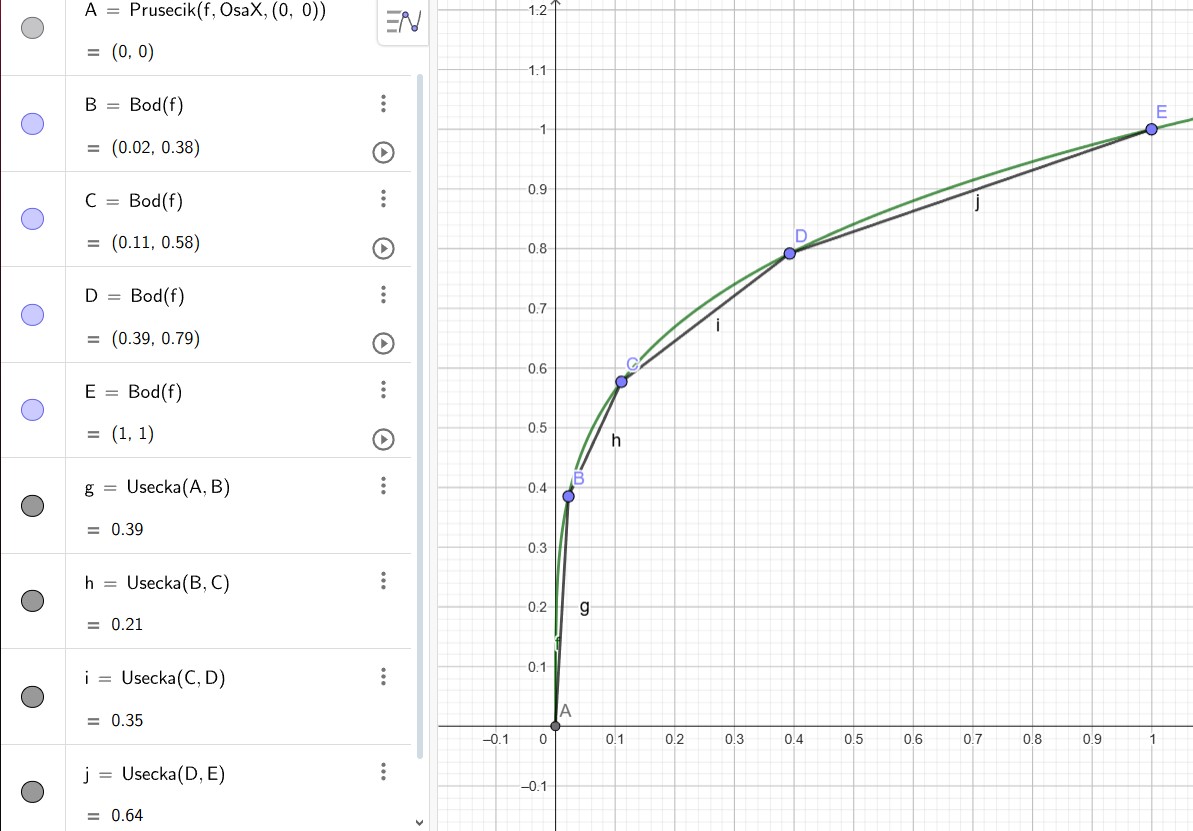 A = Prusecik(f, OsaX, (0, 0))
= (0, 0)
B = Bod(f)
= (0.02, 0.38)
C = Bod(f)
= (0.11, 0.58)
D = Bod(f)
= (0.39, 0.79)
E = Bod(f)
= (1, 1)
g = Usecka(A, B)
= 0.39
h = Usecka(B, C)
= 0.21
i = Usecka(C, D)
= 0.35
j = Usecka(D, E)
= 0.64
1.2
1.1
E
1
0.9
j
D
0.8
0.7
i
C
0.6
0.5
h
B
0.4
0.3
g
0.2
f
0.1
A
–0.1 0 0.1 0.2 0.3 0.4 0.5 0.6 0.7 0.8 0.9 1
–0.1